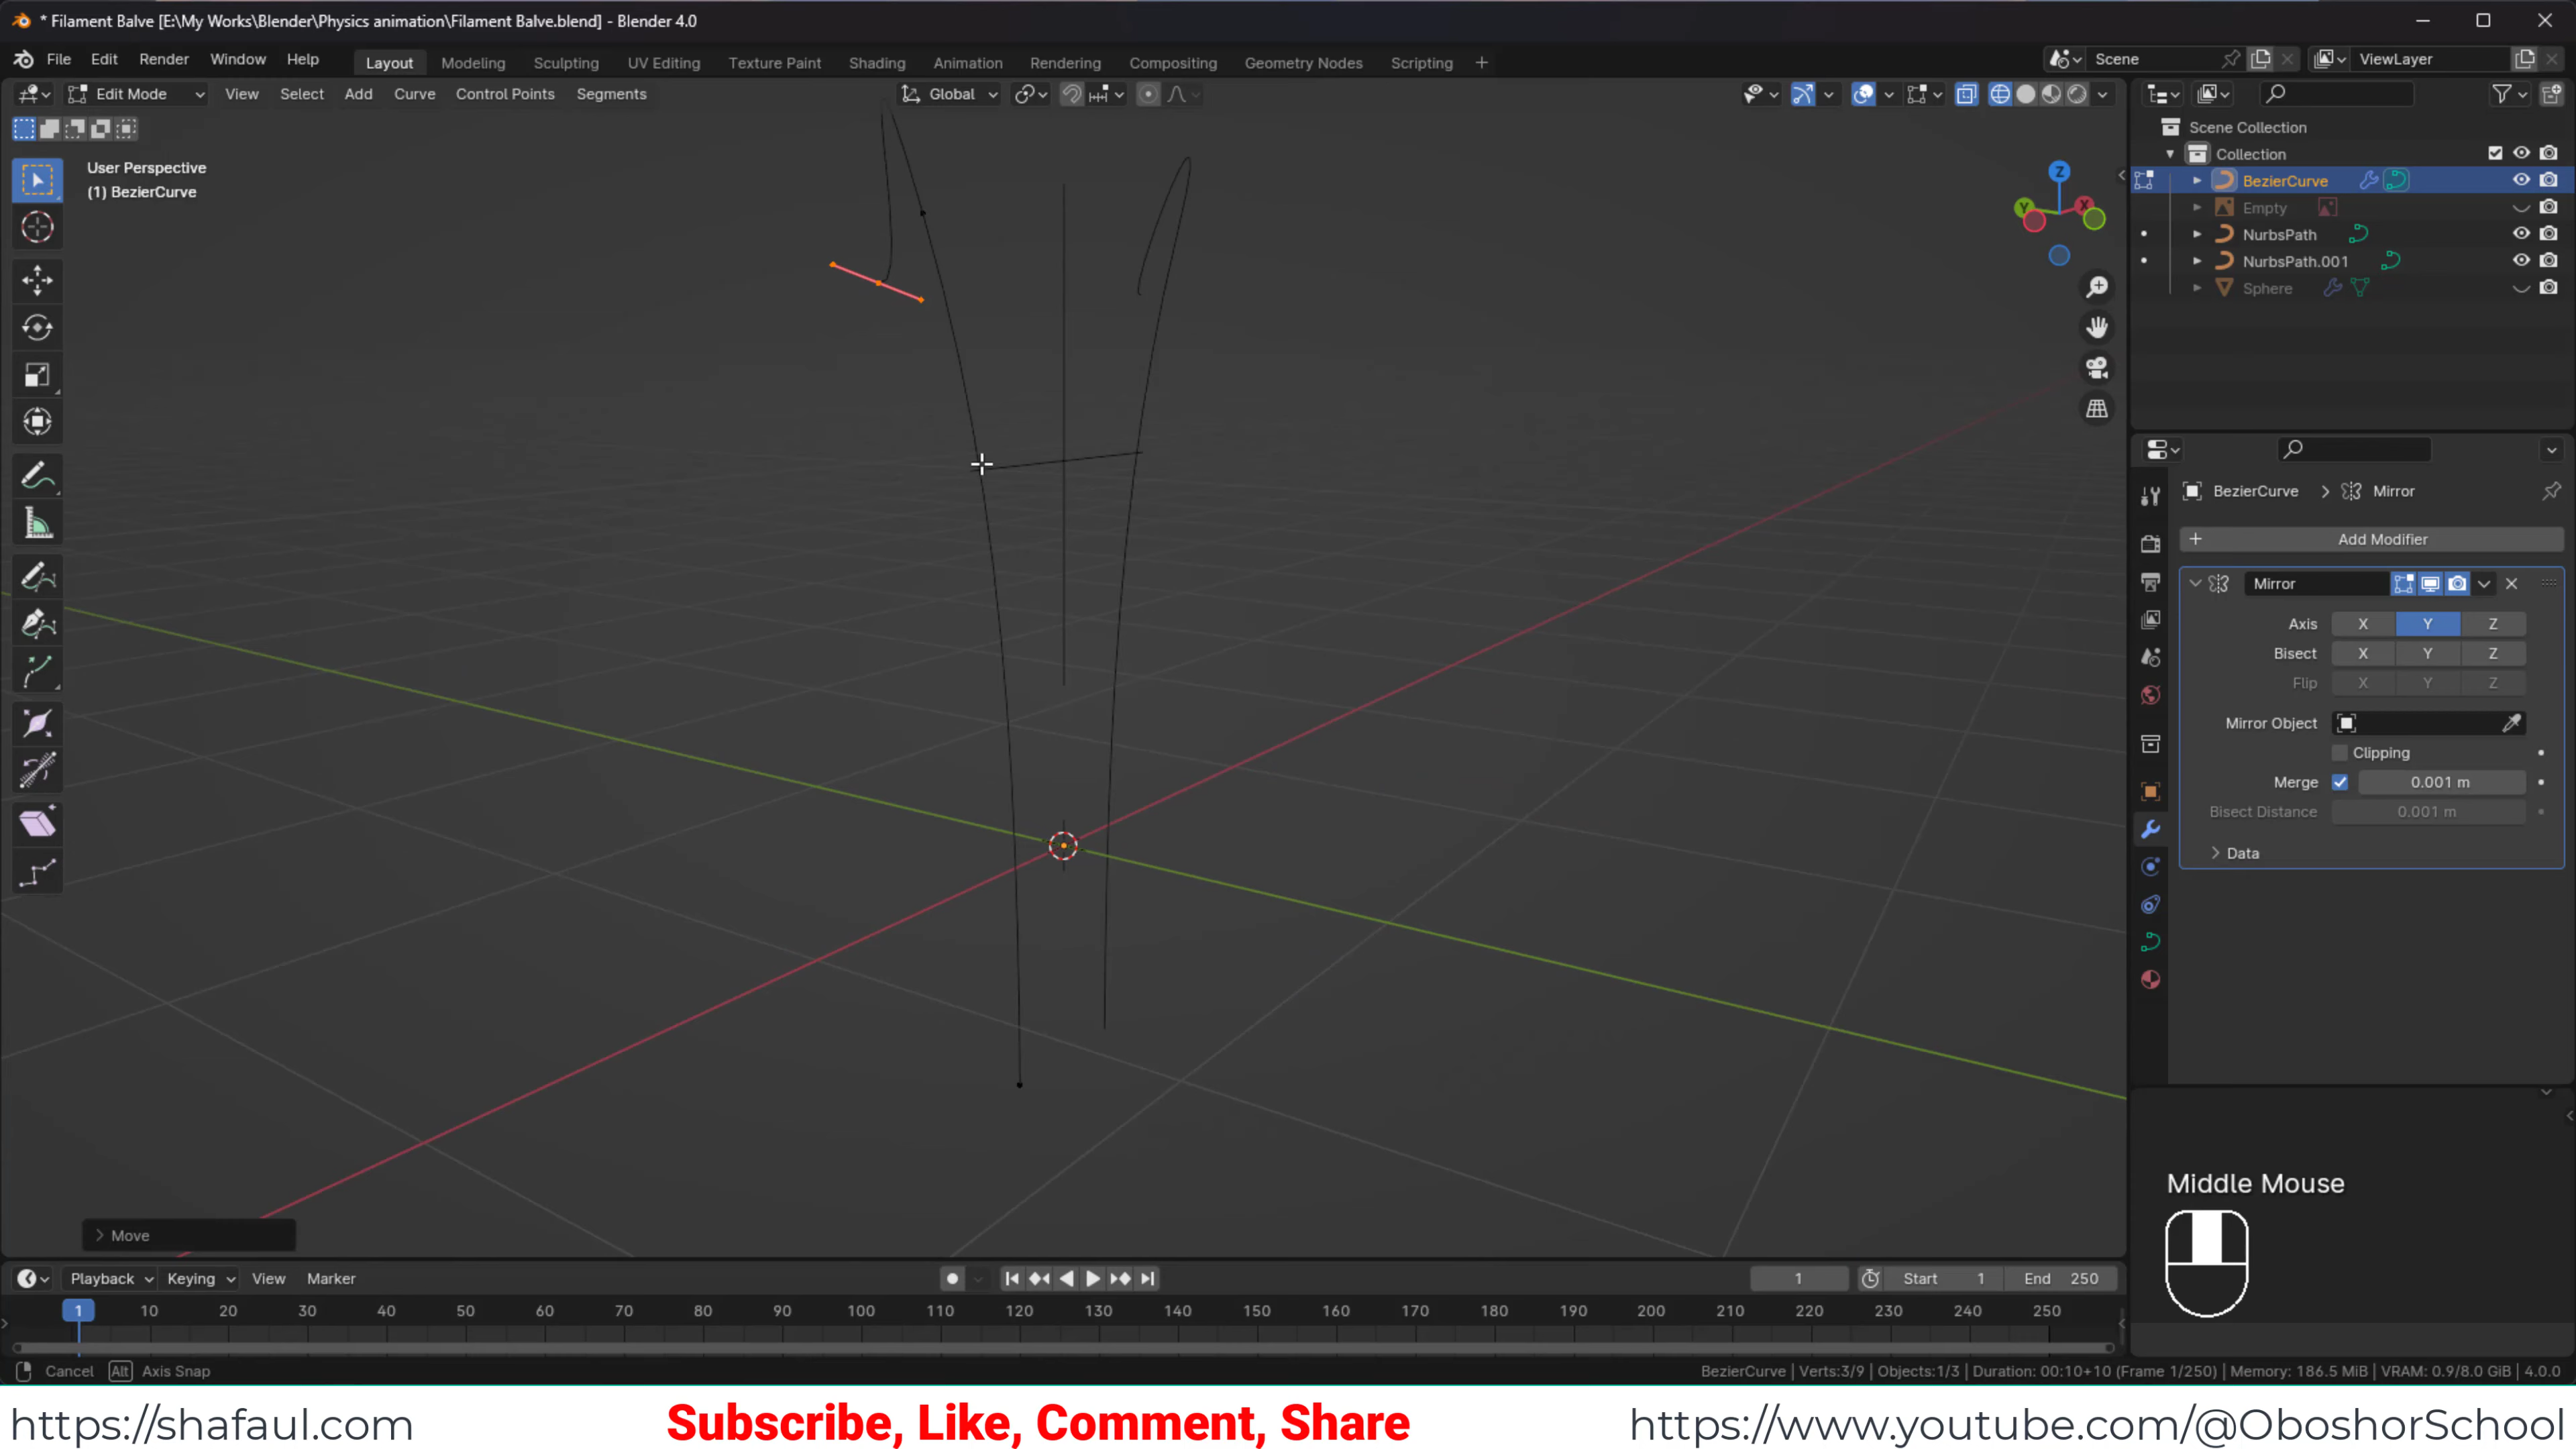 * Filament Balve [E:\My Works\Blender\Physics animation\Filament Balve.blend] - Blender 4.0
File Edit Render Window Help Layout Modeling Sculpting UV Editing Texture Paint Shading Animation Rendering Compositing Geometry Nodes Scripting + Scene ViewLayer
Edit Mode View Select Add Curve Control Points Segments Global
User Perspective
(1) BezierCurve
Z
Y X
Scene Collection
Collection
BezierCurve
Empty
NurbsPath
NurbsPath.001
Sphere
BezierCurve > Mirror
+ Add Modifier
Mirror
Axis X Y Z
Bisect X Y Z
Flip X Y Z
Mirror Object
Clipping
Merge 0.001 m
Bisect Distance 0.001 m
> Data
Middle Mouse
> Move
Playback Keying View Marker 1 Start 1 End 250
1 10 20 30 40 50 60 70 80 90 100 110 120 130 140 150 160 170 180 190 200 210 220 230 240 250
Cancel Alt Axis Snap BezierCurve | Verts:3/9 | Objects:1/3 | Duration: 00:10+10 (Frame 1/250) | Memory: 186.5 MiB | VRAM: 0.9/8.0 GiB | 4.0.0
https://shafaul.com Subscribe, Like, Comment, Share https://www.youtube.com/@OboshorSchool